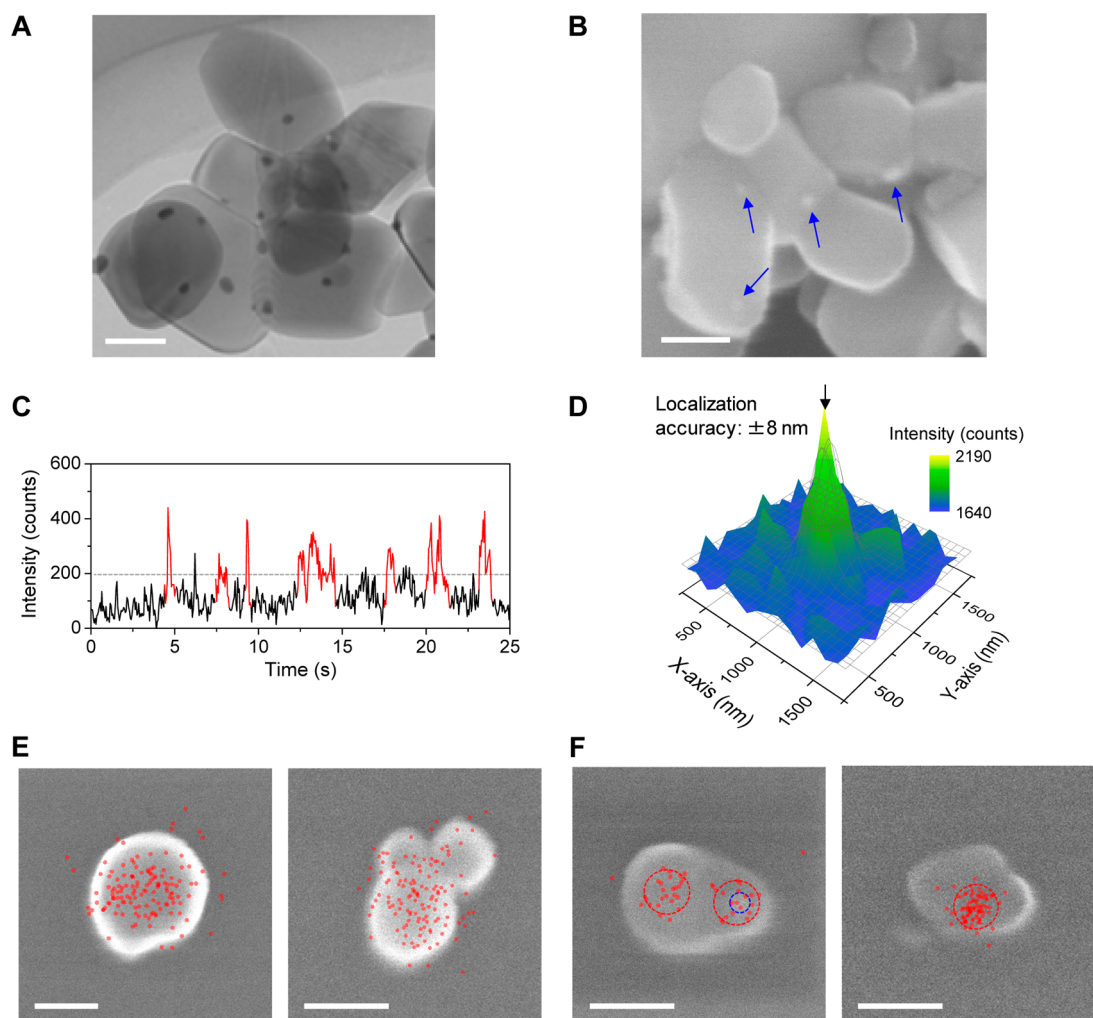 A
B
C
600
400
200
0
Intensity (counts)
0
5
10
15
20
25
Time (s)
D
Localization
accuracy: ±8 nm
Intensity (counts)
2190
1640
500
1000
1500
X-axis (nm)
500
1000
1500
Y-axis (nm)
E
F